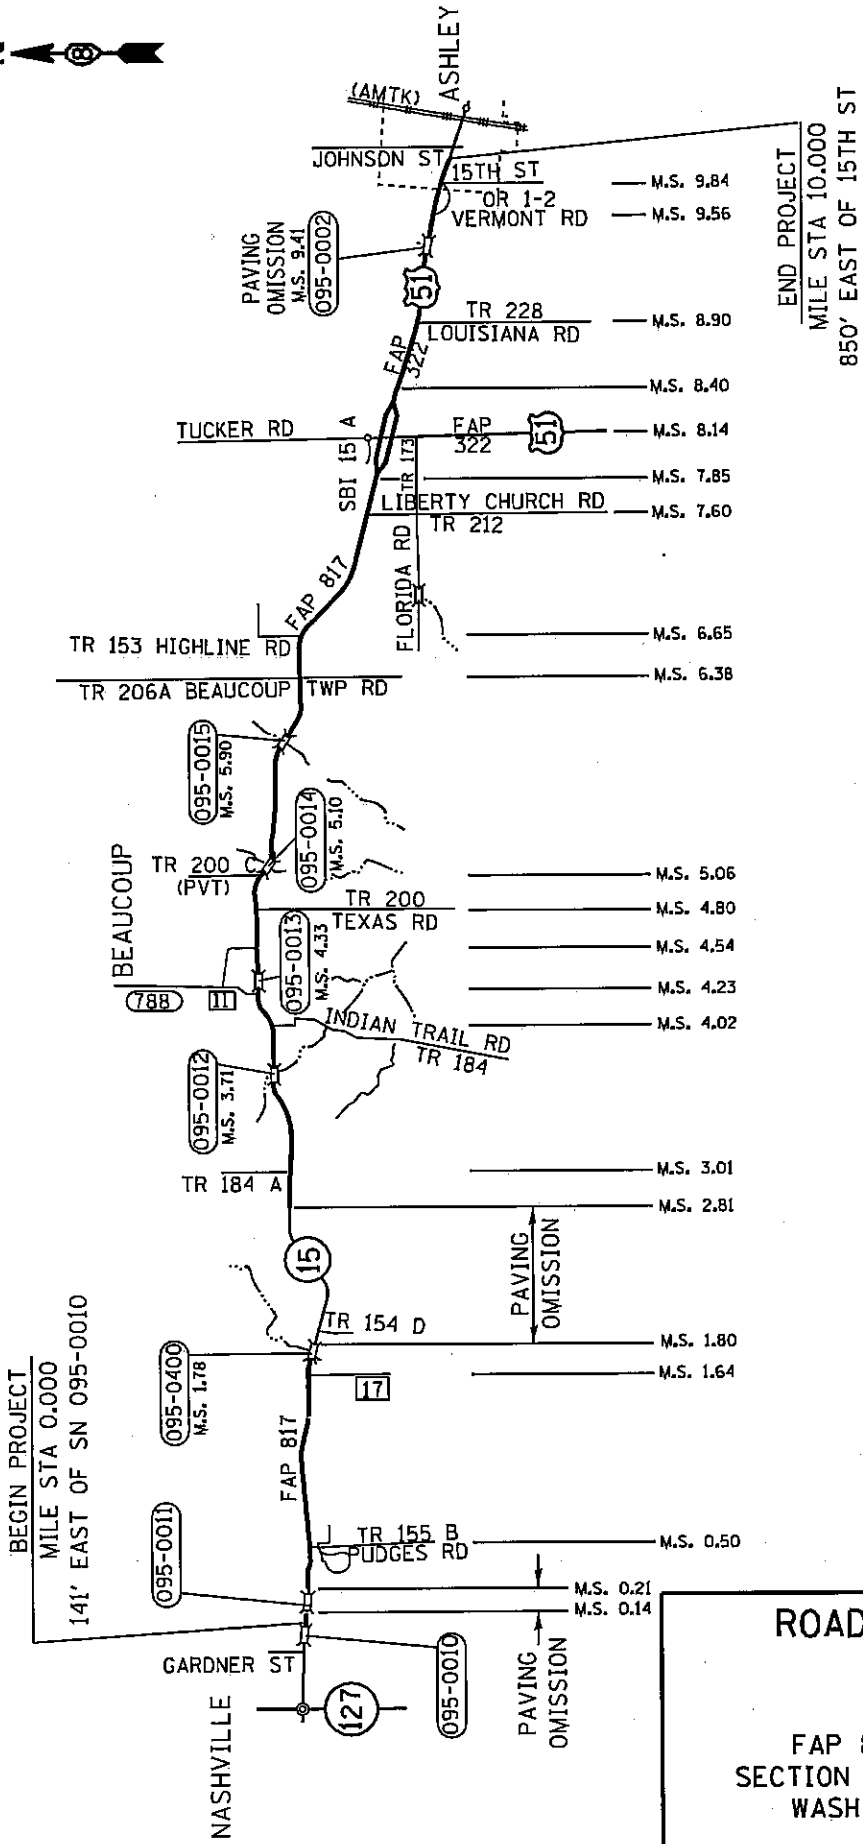 ASHLEY
(AMTK)
JOHNSON ST
15TH ST
OR 1-2
VERMONT RD
M.S. 9.84
M.S. 9.56
PAVING
OMISSION
M.S. 9.41
095-0002
END PROJECT
MILE STA 10.000
850' EAST OF 15TH ST
51
TR 228
LOUISIANA RD
M.S. 8.90
FAP
322
M.S. 8.40
TUCKER RD
SBI 15 A
FAP
322
51
M.S. 8.14
TR 173
M.S. 7.85
LIBERTY CHURCH RD
TR 212
M.S. 7.60
FAP 817
FLORIDA RD
TR 153 HIGHLINE RD
M.S. 6.65
TR 206A BEAUCOUP TWP RD
M.S. 6.38
095-0015
M.S. 5.90
095-0014
M.S. 5.10
BEAUCOUP
TR 200 C
(PVT)
M.S. 5.06
TR 200
TEXAS RD
M.S. 4.80
M.S. 4.54
095-0013
M.S. 4.33
788
11
M.S. 4.23
INDIAN TRAIL RD
TR 184
M.S. 4.02
095-0012
M.S. 3.71
TR 184 A
M.S. 3.01
M.S. 2.81
15
PAVING
OMISSION
TR 154 D
M.S. 1.80
095-0400
M.S. 1.78
17
M.S. 1.64
BEGIN PROJECT
MILE STA 0.000
141' EAST OF SN 095-0010
FAP 817
095-0011
TR 155 B
PUDGES RD
M.S. 0.50
M.S. 0.21
M.S. 0.14
GARDNER ST
095-0010
PAVING
OMISSION
NASHVILLE
127
ROAD
FAP
SECTION
WASH